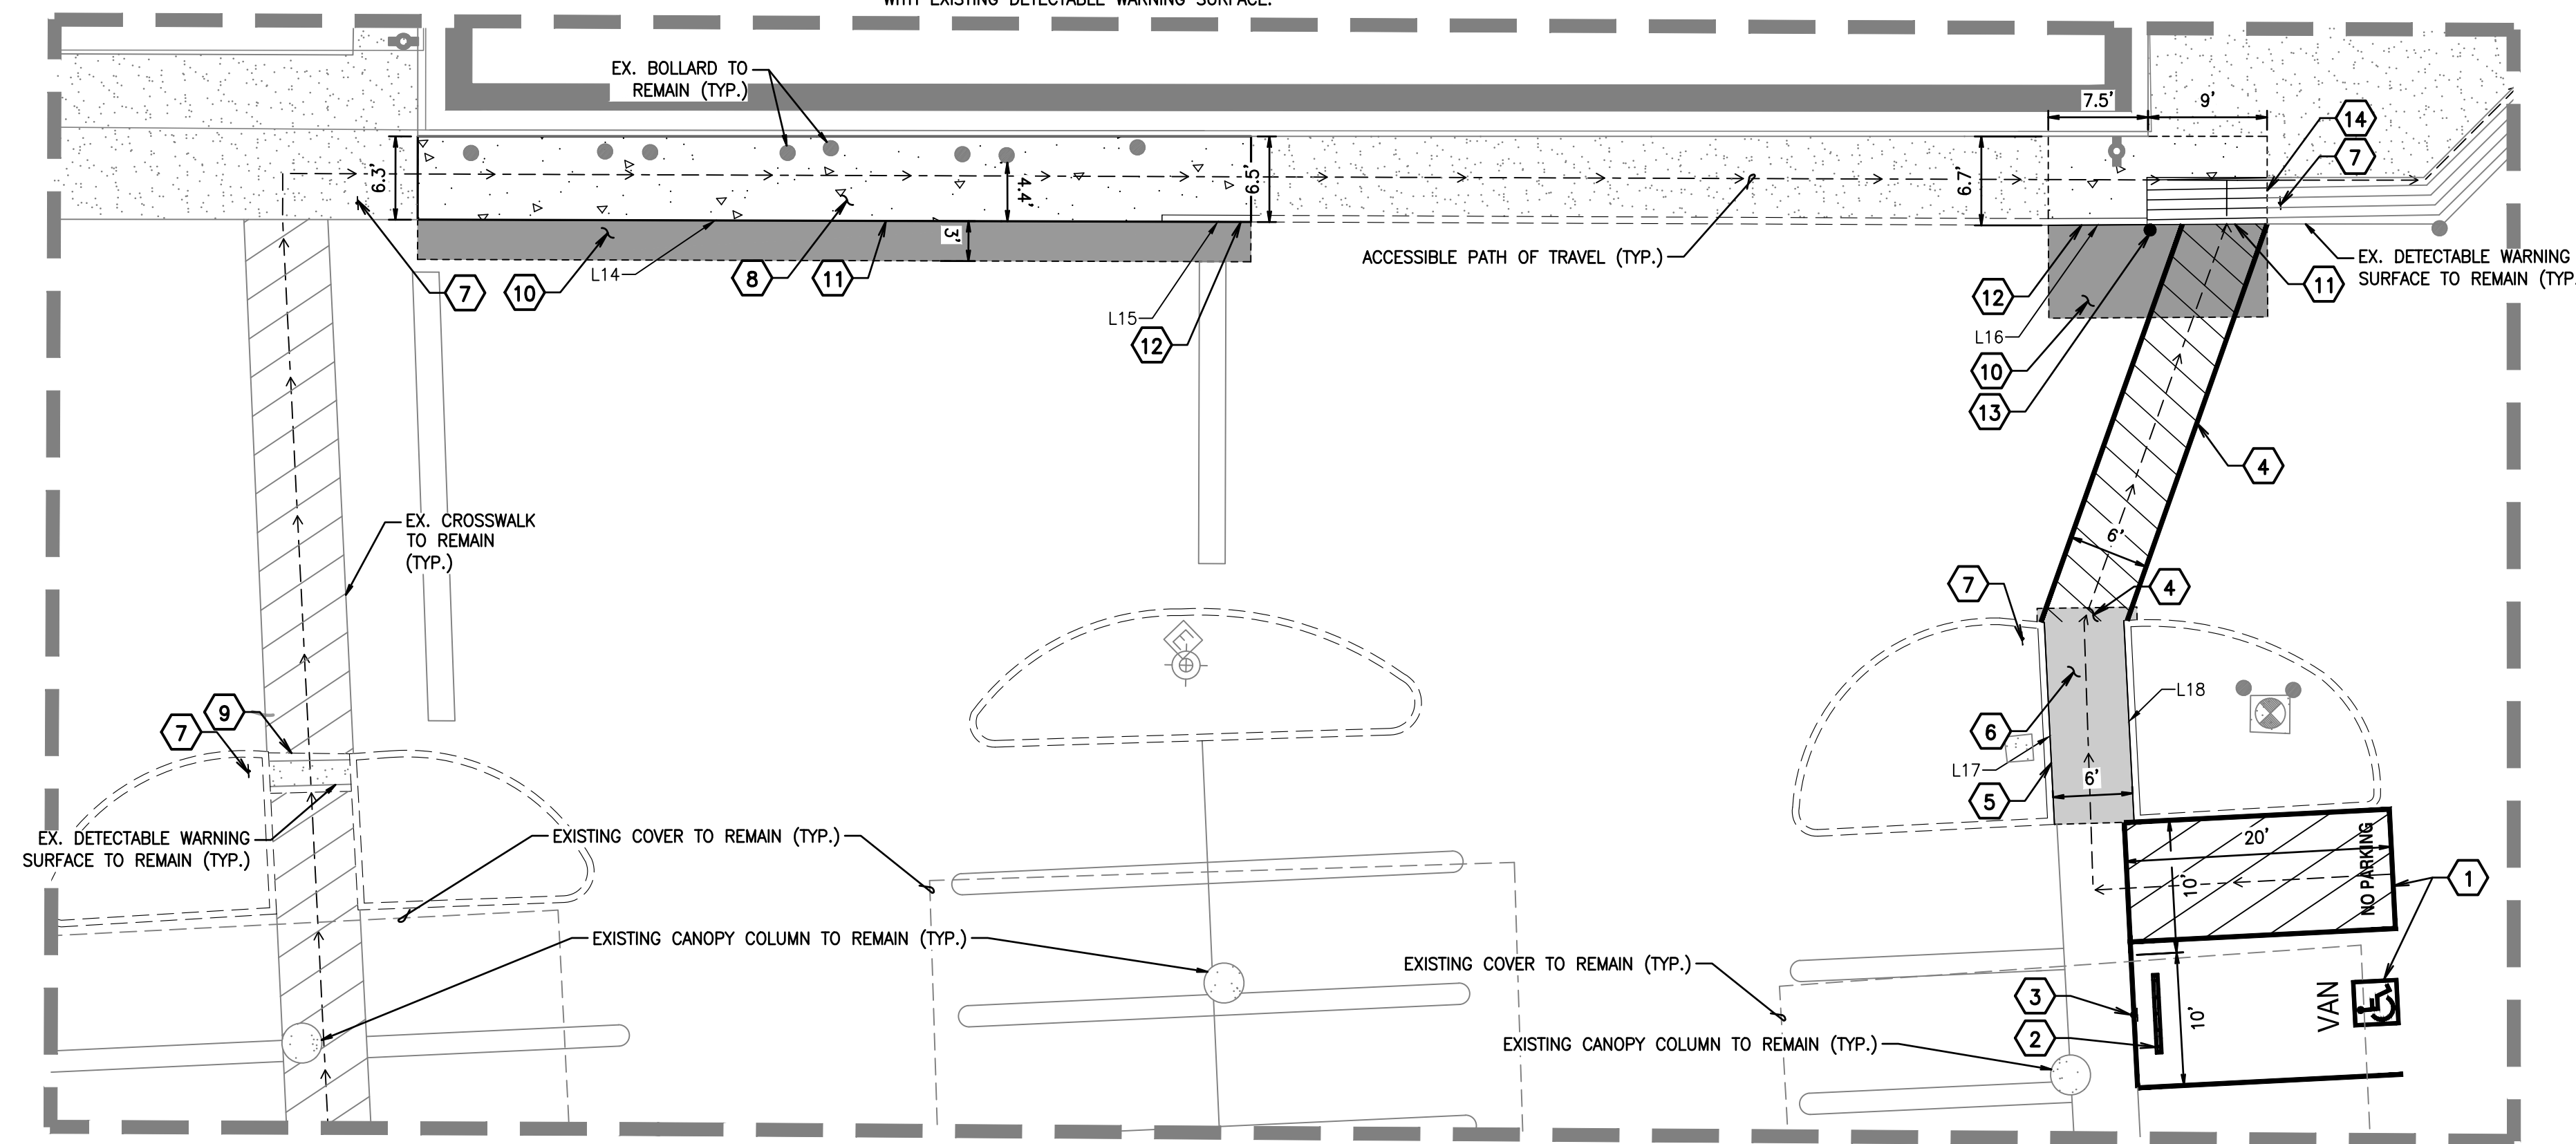 WITH EXISTING DETECTABLE WARNING SURFACE.
EX. BOLLARD TO
REMAIN (TYP.)
7.5'
9'
14
7
6.3'
4.4'
6.5'
6.7'
3'
ACCESSIBLE PATH OF TRAVEL (TYP.)
EX. DETECTABLE WARNING
SURFACE TO REMAIN (TYP.
7
10
L14
8
11
L15
12
12
L16
10
13
11
4
EX. CROSSWALK
TO REMAIN
(TYP.)
6'
7
4
E
9
7
6
L18
L17
5
6'
EX. DETECTABLE WARNING
SURFACE TO REMAIN (TYP.)
EXISTING COVER TO REMAIN (TYP.)
20'
10'
NO PARKING
1
EXISTING CANOPY COLUMN TO REMAIN (TYP.)
EXISTING COVER TO REMAIN (TYP.)
3
2
10'
VAN
EXISTING CANOPY COLUMN TO REMAIN (TYP.)